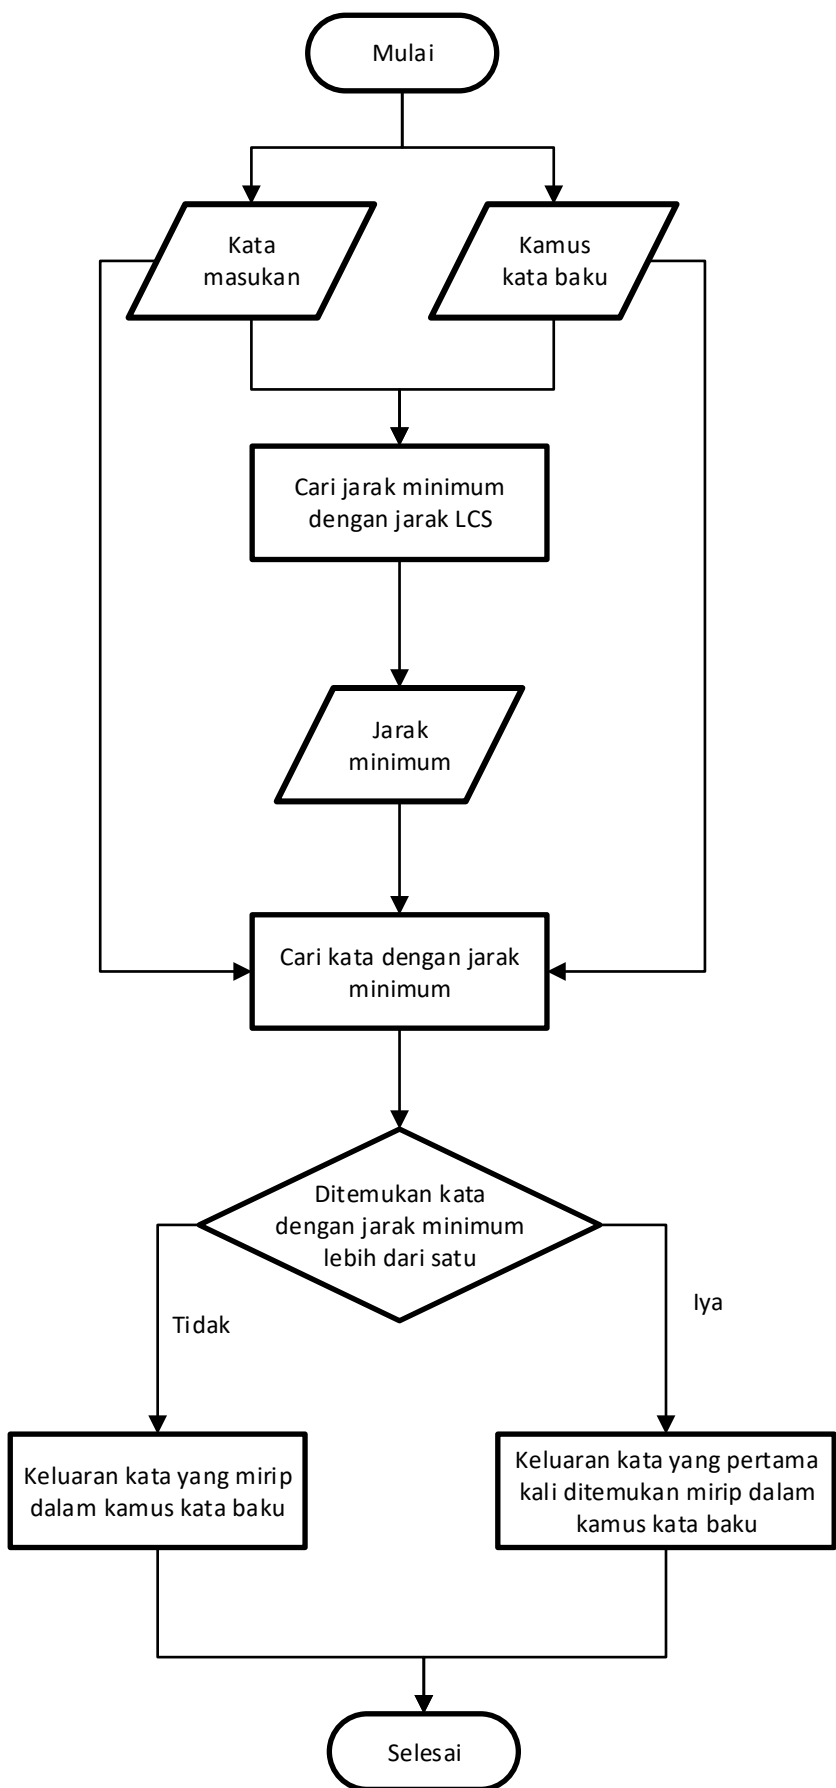 Mulai
Kata
masukan
Kamus
kata baku
Cari jarak minimum
dengan jarak LCS
Jarak
minimum
Cari kata dengan jarak
minimum
Ditemukan kata
dengan jarak minimum
lebih dari satu
Tidak
Iya
Keluaran kata yang mirip
dalam kamus kata baku
Keluaran kata yang pertama
kali ditemukan mirip dalam
kamus kata baku
Selesai